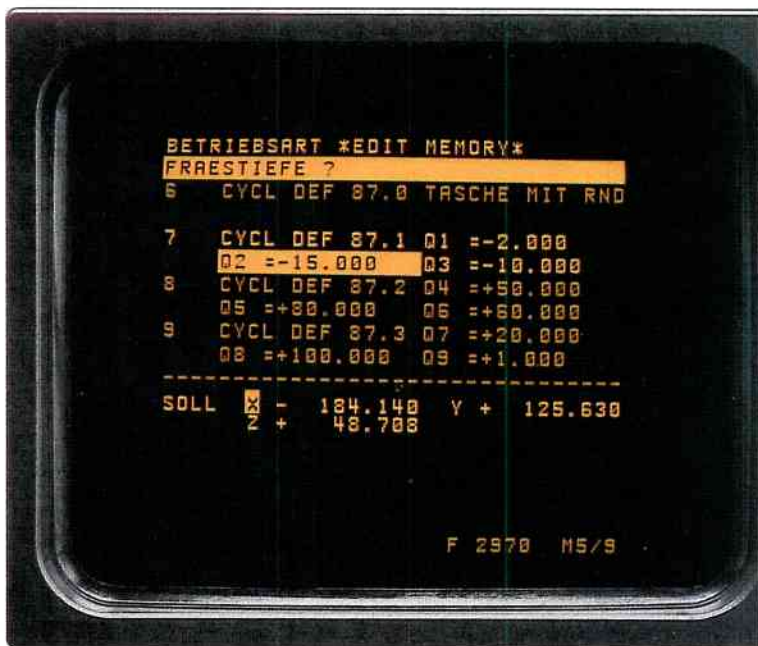 BETRIEBSART *EDIT MEMORY*
FRAESTIEFE ?
6 CYCL DEF 87.0 TASCHE MIT RND
7 CYCL DEF 87.1 Q1 =-2.000
Q2 =-15.000 Q3 =-10.000
8 CYCL DEF 87.2 Q4 =+50.000
Q5 =+80.000 Q6 =+60.000
9 CYCL DEF 87.3 Q7 =+20.000
Q8 =+100.000 Q9 =+1.000
SOLL X - 184.140 Y + 125.630
Z + 48.708
F 2970 M5/9